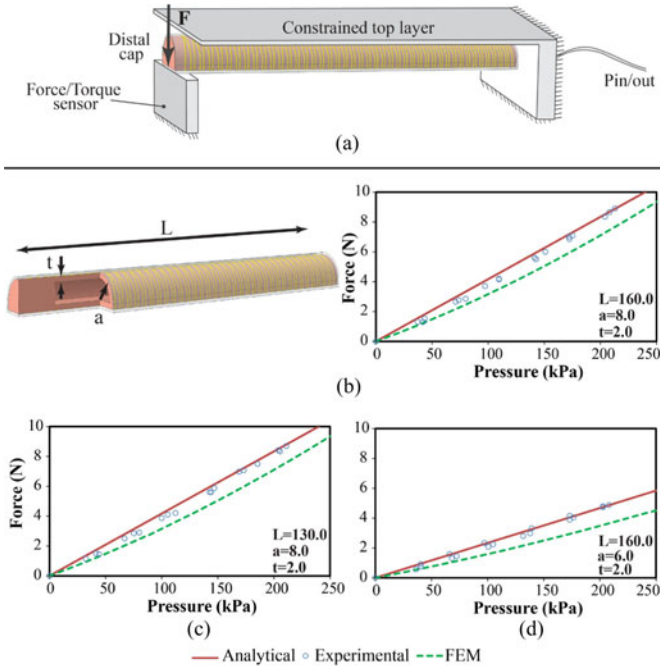 F
Distal
cap
Constrained top layer
Force/Torque
sensor
Pin/out
(a)
L
t
a
Force (N)
10
8
6
4
2
0
0 50 100 150 200 250
Pressure (kPa)
L=160.0
a=8.0
t=2.0
(b)
Force (N)
10
8
6
4
2
0
0 50 100 150 200 250
Pressure (kPa)
L=130.0
a=8.0
t=2.0
(c)
10
8
6
4
2
0
0 50 100 150 200 250
Pressure (kPa)
L=160.0
a=6.0
t=2.0
(d)
Analytical Experimental FEM